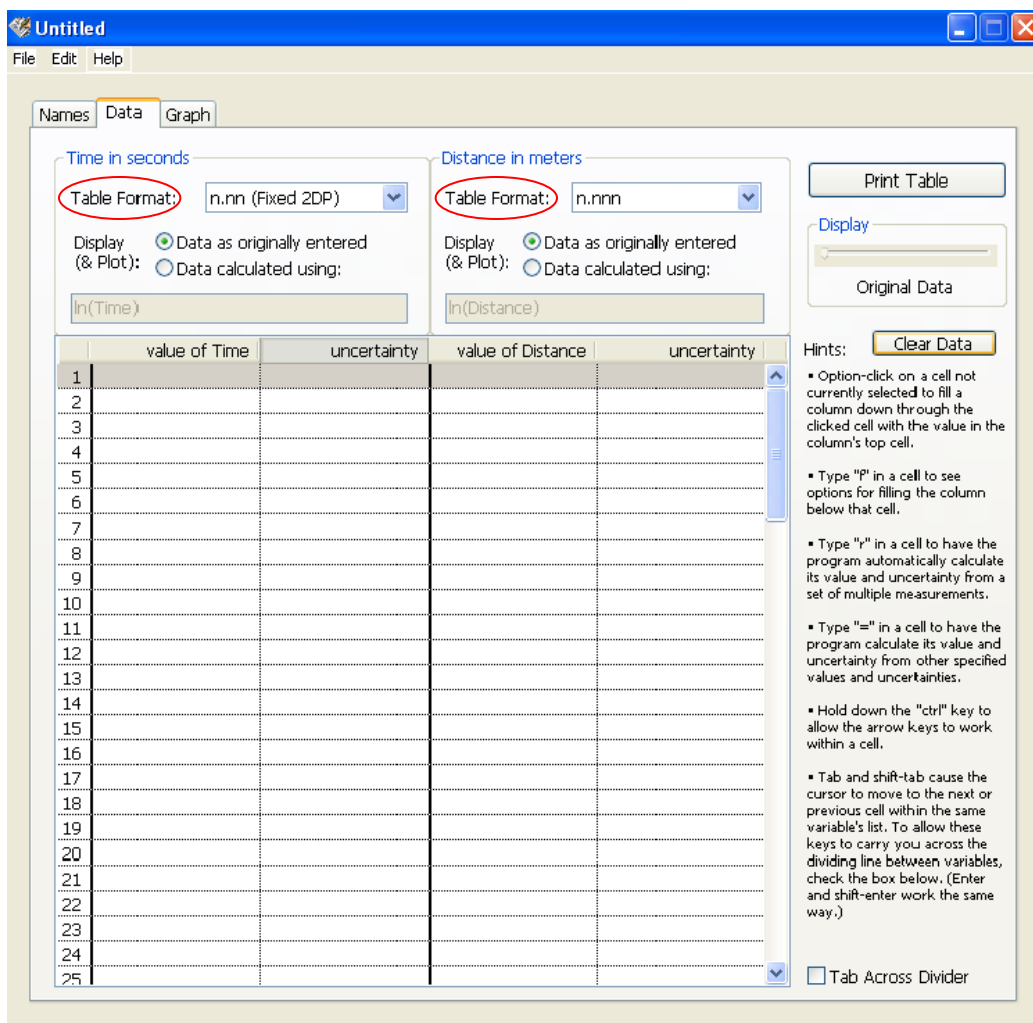 Untitled
File Edit Help
Names Data Graph
Time in seconds
Table Format: n.nn (Fixed 2DP)
Display
(& Plot):
Data as originally entered
Data calculated using:
ln(Time)
Distance in meters
Table Format: n.nnn
Display
(& Plot):
Data as originally entered
Data calculated using:
ln(Distance)
Print Table
Display
Original Data
value of Time uncertainty value of Distance uncertainty
1
2
3
4
5
6
7
8
9
10
11
12
13
14
15
16
17
18
19
20
21
22
23
24
25
Hints: Clear Data
▪ Option-click on a cell not
currently selected to fill a
column down through the
clicked cell with the value in the
column's top cell.
▪ Type "f" in a cell to see
options for filling the column
below that cell.
▪ Type "r" in a cell to have the
program automatically calculate
its value and uncertainty from a
set of multiple measurements.
▪ Type "=" in a cell to have the
program calculate its value and
uncertainty from other specified
values and uncertainties.
▪ Hold down the "ctrl" key to
allow the arrow keys to work
within a cell.
▪ Tab and shift-tab cause the
cursor to move to the next or
previous cell within the same
variable's list. To allow these
keys to carry you across the
dividing line between variables,
check the box below. (Enter
and shift-enter work the same
way.)
Tab Across Divider